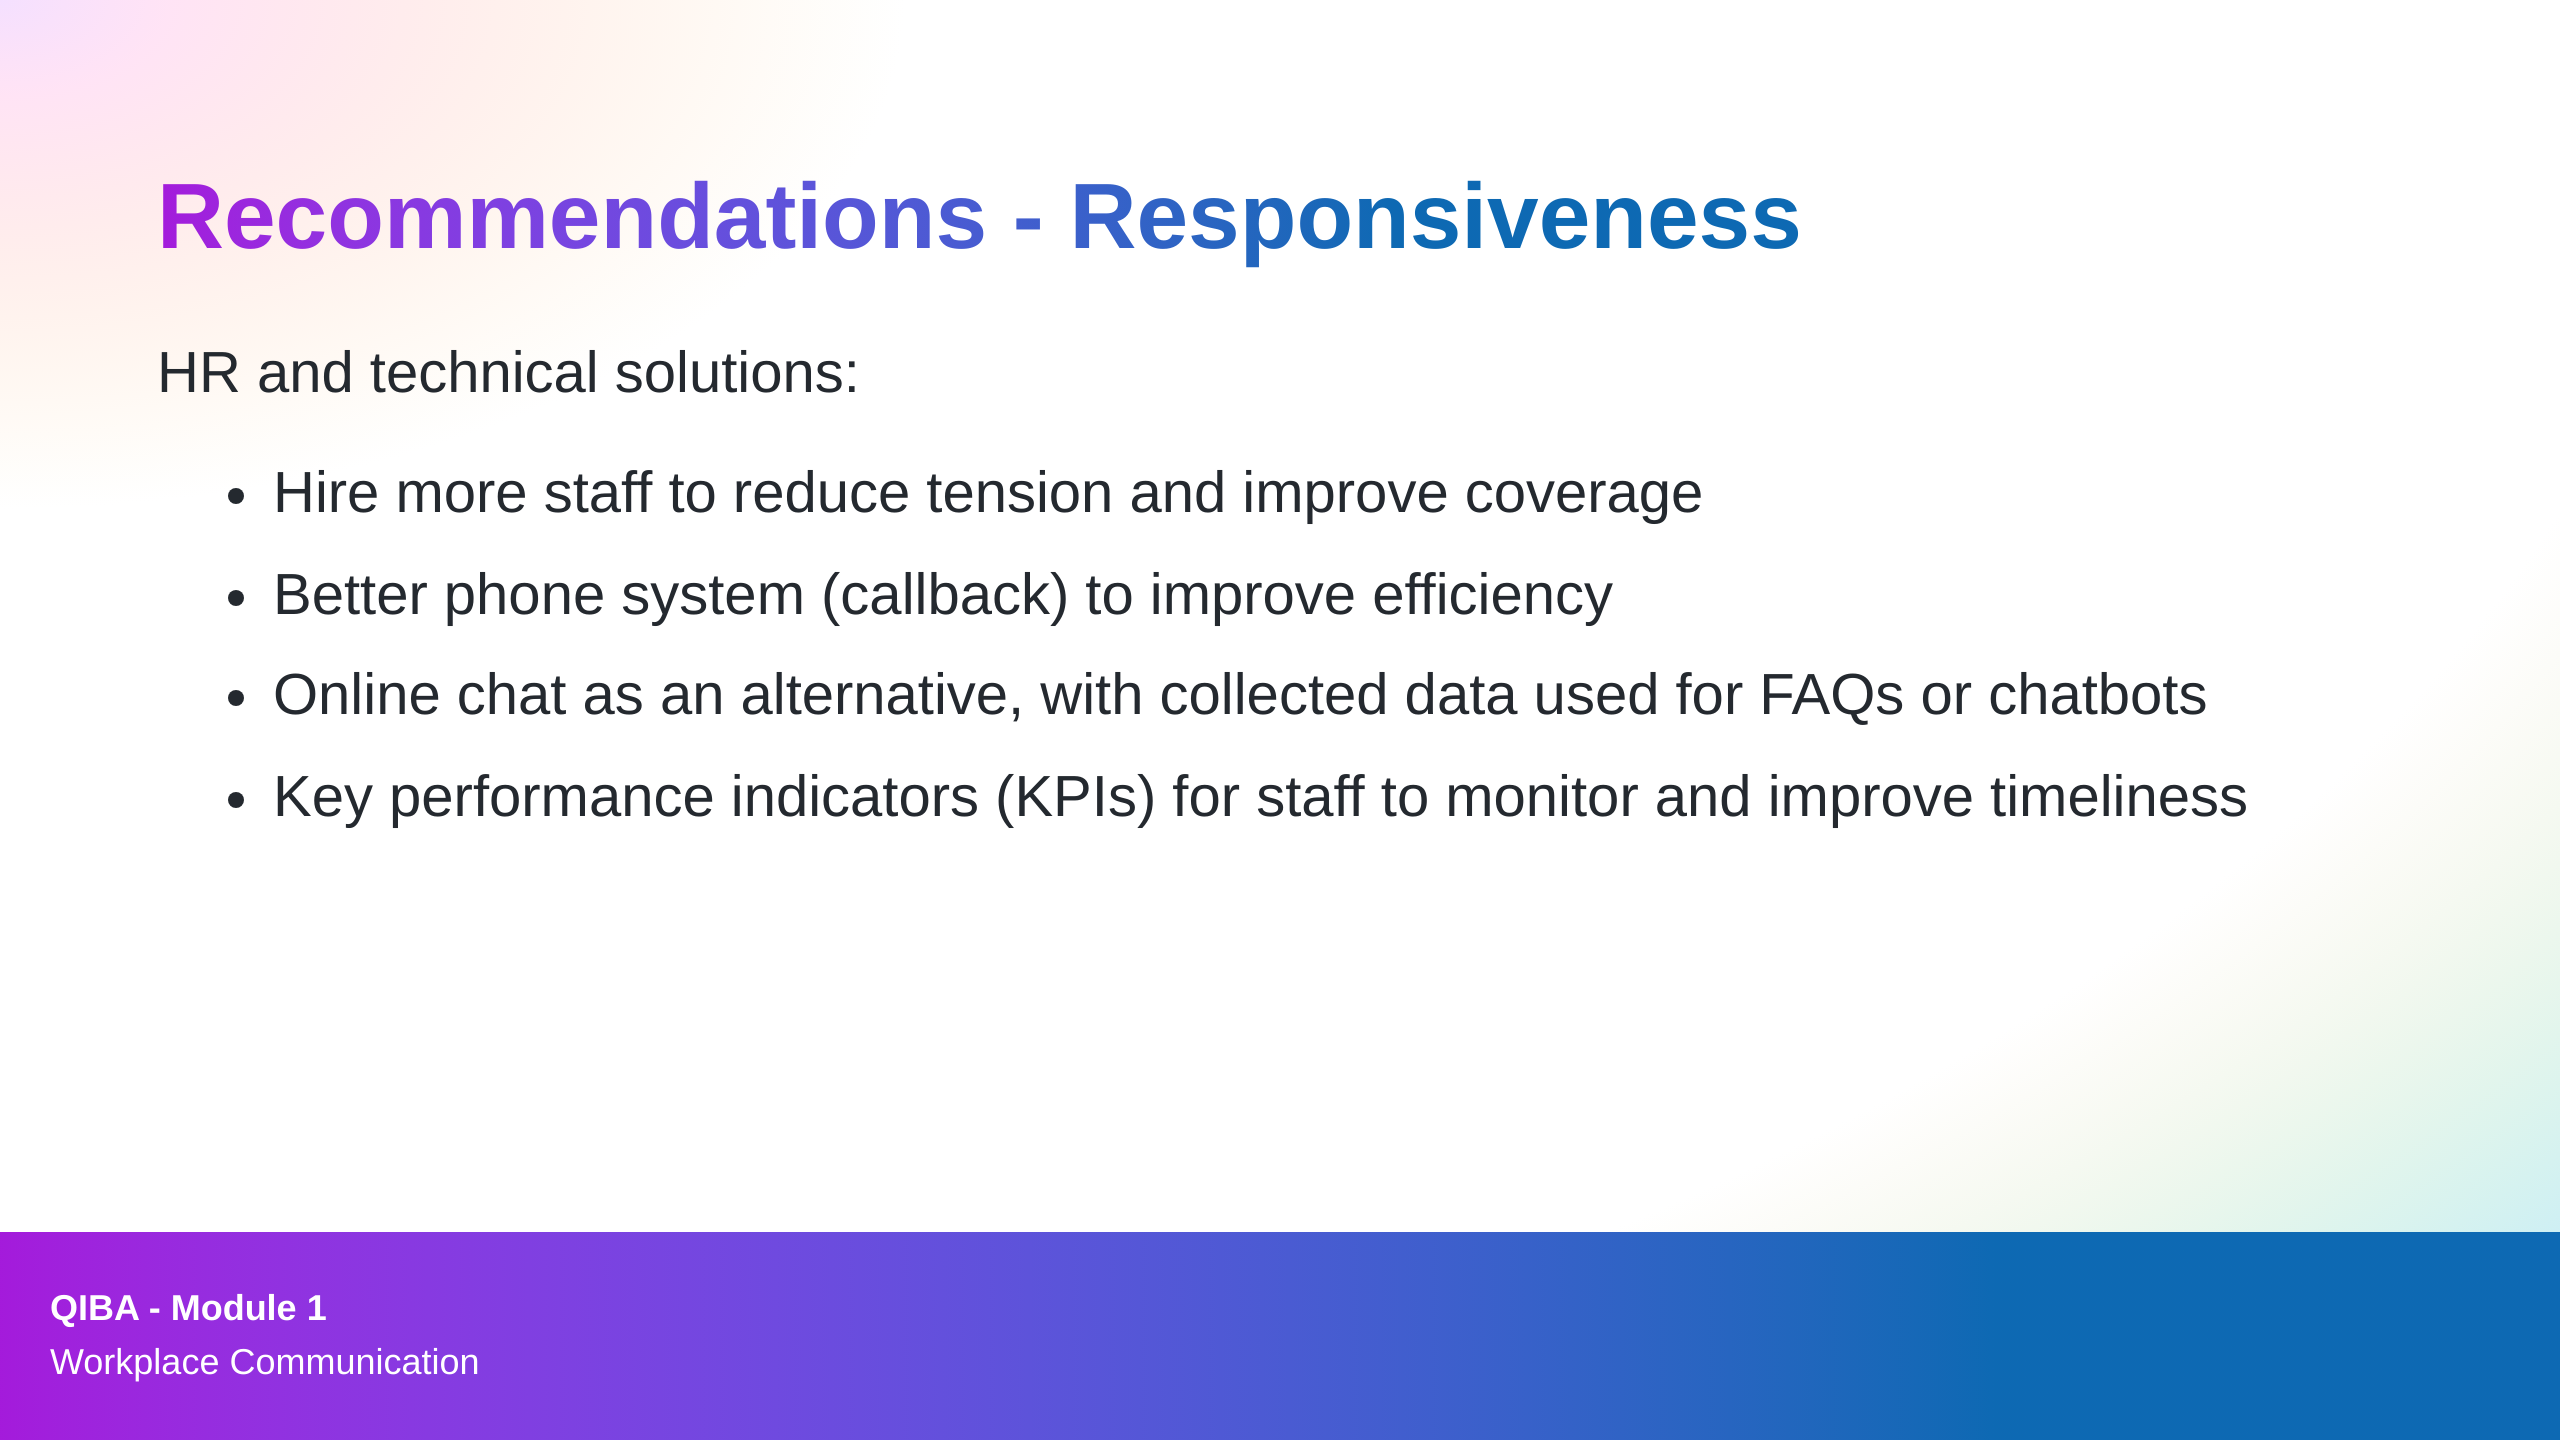 Recommendations - Responsiveness
HR and technical solutions:
• Hire more staff to reduce tension and improve coverage
• Better phone system (callback) to improve efficiency
• Online chat as an alternative, with collected data used for FAQs or chatbots
• Key performance indicators (KPIs) for staff to monitor and improve timeliness
QIBA - Module 1
Workplace Communication